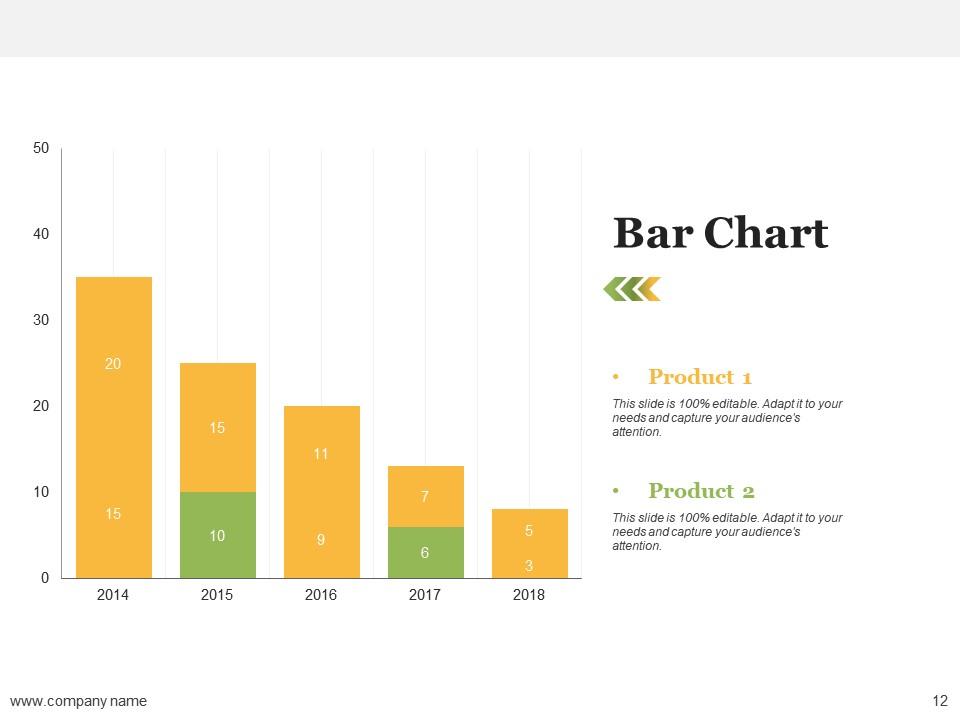 50
40
30
20
10
0
20
15
15
10
11
9
7
6
5
3
2014 2015 2016 2017 2018
Bar Chart
• Product 1
This slide is 100% editable. Adapt it to your
needs and capture your audience's
attention.
• Product 2
This slide is 100% editable. Adapt it to your
needs and capture your audience's
attention.
www.company name
12